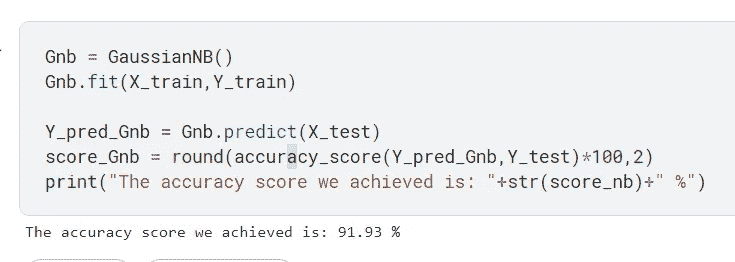 Gnb = GaussianNB()
Gnb.fit(X_train,Y_train)
Y_pred_Gnb = Gnb.predict(X_test)
score_Gnb = round(accuracy_score(Y_pred_Gnb,Y_test)*100,2)
print("The accuracy score we achieved is: "+str(score_nb)+" %")
The accuracy score we achieved is: 91.93 %